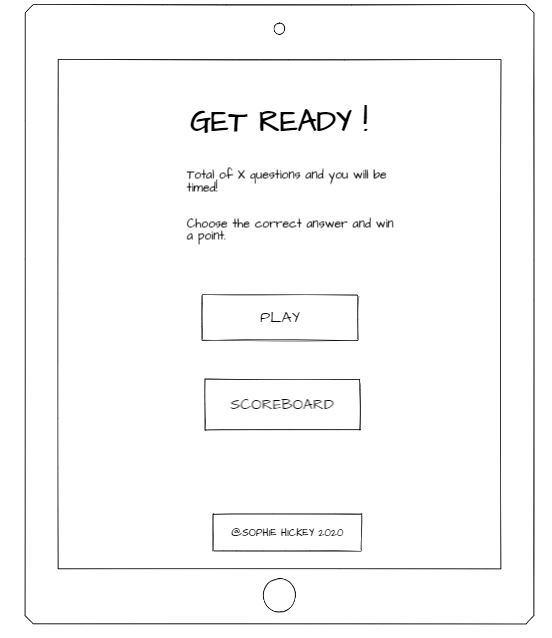 GET READY !
Total of X questions and you will be
timed!
Choose the correct answer and win
a point.
PLAY
SCOREBOARD
@SOPHIE HICKEY 2020